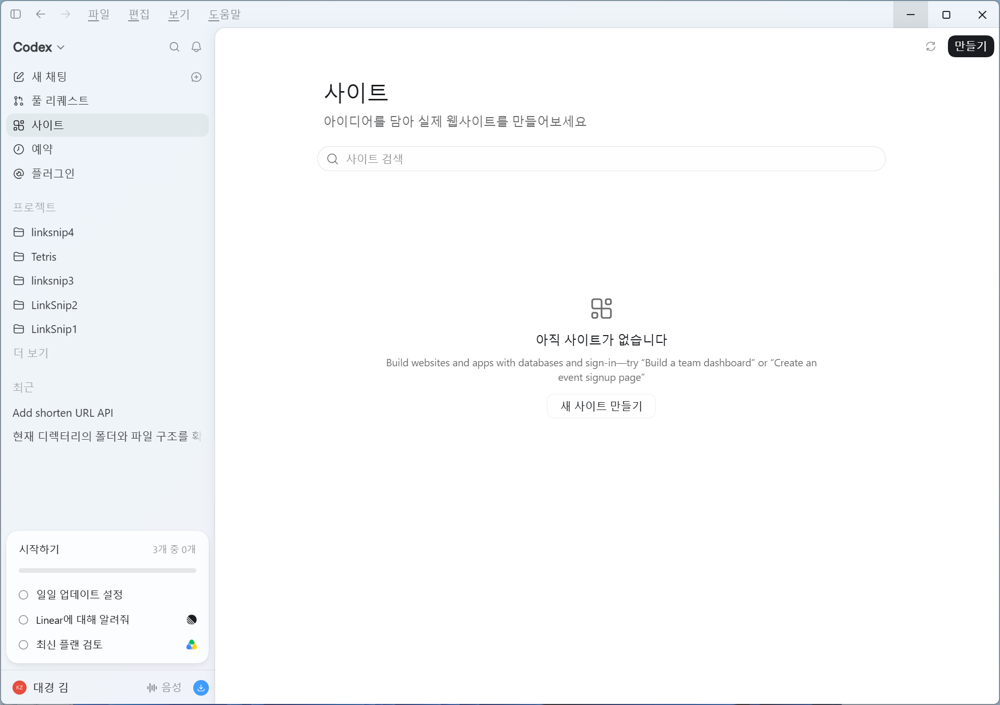 파일 편집 보기 도움말
Codex
새 채팅
풀 리퀘스트
사이트
예약
플러그인
프로젝트
linksnip4
Tetris
linksnip3
LinkSnip2
LinkSnip1
더 보기
최근
Add shorten URL API
현재 디렉터리의 폴더와 파일 구조를 확
시작하기 3개 중 0개
일일 업데이트 설정
Linear에 대해 알려줘
최신 플랜 검토
KZ 대경 김 음성
만들기
사이트
아이디어를 담아 실제 웹사이트를 만들어보세요
사이트 검색
아직 사이트가 없습니다
Build websites and apps with databases and sign-in—try “Build a team dashboard” or “Create an
event signup page”
새 사이트 만들기